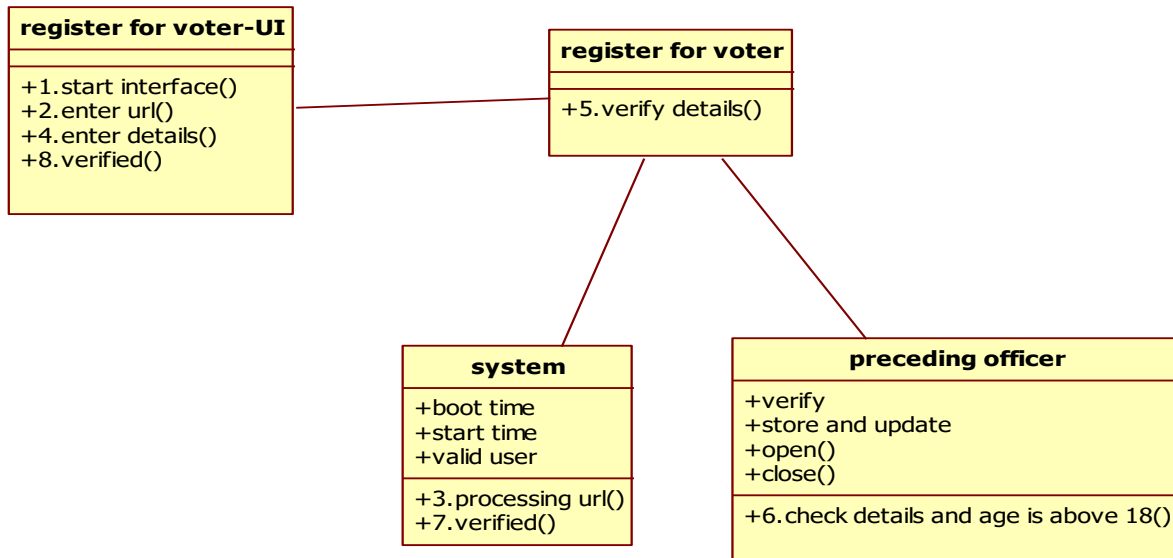 register for voter-UI
+1.start interface()
+2.enter url()
+4.enter details()
+8.verified()
register for voter
+5.verify details()
system
+boot time
+start time
+valid user
+3.processing url()
+7.verified()
preceding officer
+verify
+store and update
+open()
+close()
+6.check details and age is above 18()